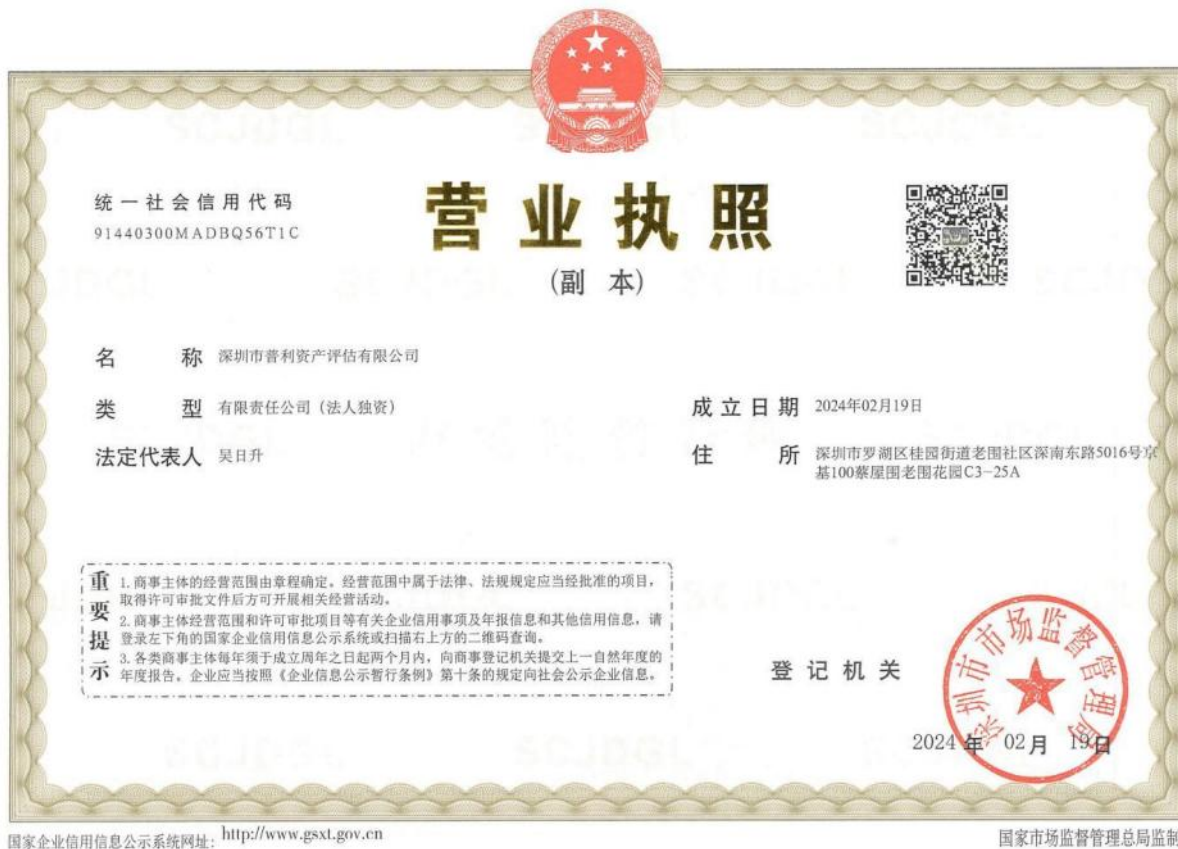 统一社会信用代码
91440300MADBQ56T1C
营业执照
(副 本)
名 称 深圳市普利资产评估有限公司
类 型 有限责任公司（法人独资）
法定代表人 吴日升
成立日期 2024年02月19日
住 所 深圳市罗湖区桂园街道老围社区深南东路5016号京
基100蔡屋围老围花园C3-25A
重要提示
1. 商事主体的经营范围由章程确定。经营范围中属于法律、法规规定应当经批准的项目，
取得许可审批文件后方可开展相关经营活动。
2. 商事主体经营范围和许可审批项目等有关企业信用事项及年报信息和其他信用信息，请
登录左下角的国家企业信用信息公示系统或扫描右上方的二维码查询。
3. 各类商事主体每年须于成立周年之日起两个月内，向商事登记机关提交上一自然年度的
年度报告。企业应当按照《企业信息公示暂行条例》第十条的规定向社会公示企业信息。
登记机关
深圳市市场监督管理局
2024 年 02 月 19 日
国家企业信用信息公示系统网址: http://www.gsxt.gov.cn
国家市场监督管理总局监制